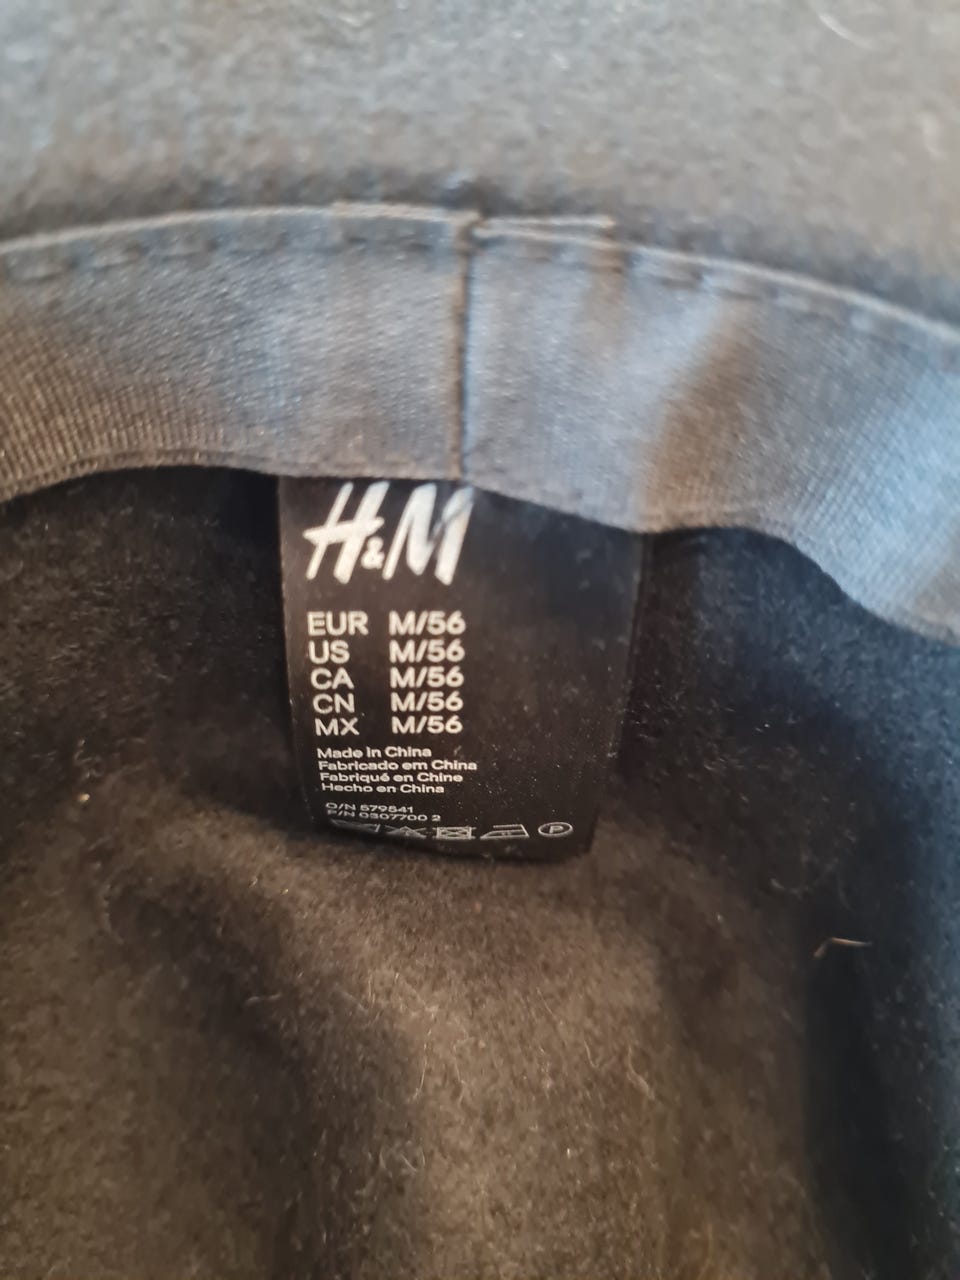 H&M
EUR M/56
US M/56
CA M/56
CN M/56
MX M/56
Made in China
Fabricado em China
Fabriqué en Chine
Hecho en China
O/N 579541
P/N 0307700 2
P